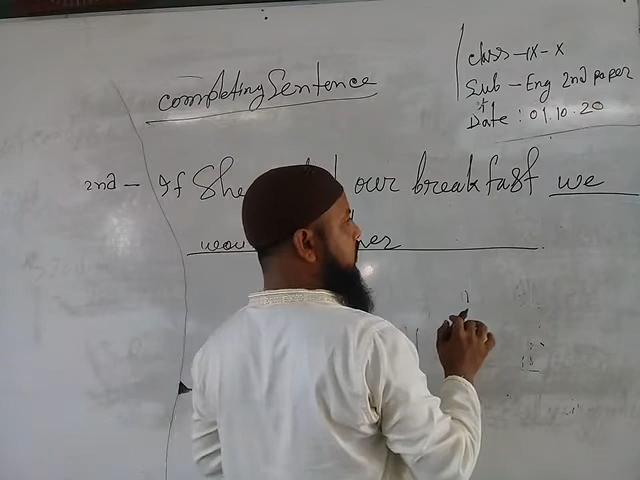 Completing Sentence
Class - IX - X
Sub - Eng 2nd paper
Date : 01.10.20
2nd - If She our breakfast we